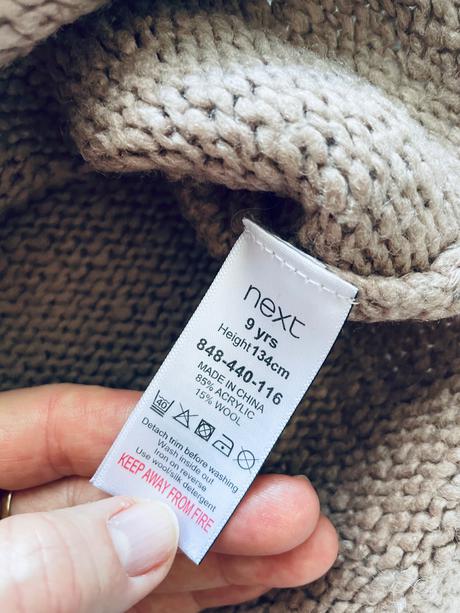 next
9 yrs
Height 134cm
848-440-116
MADE IN CHINA
85% ACRYLIC
15% WOOL
40
Detach trim before washing
Wash inside out
Iron on reverse
Use wool/silk detergent
KEEP AWAY FROM FIRE